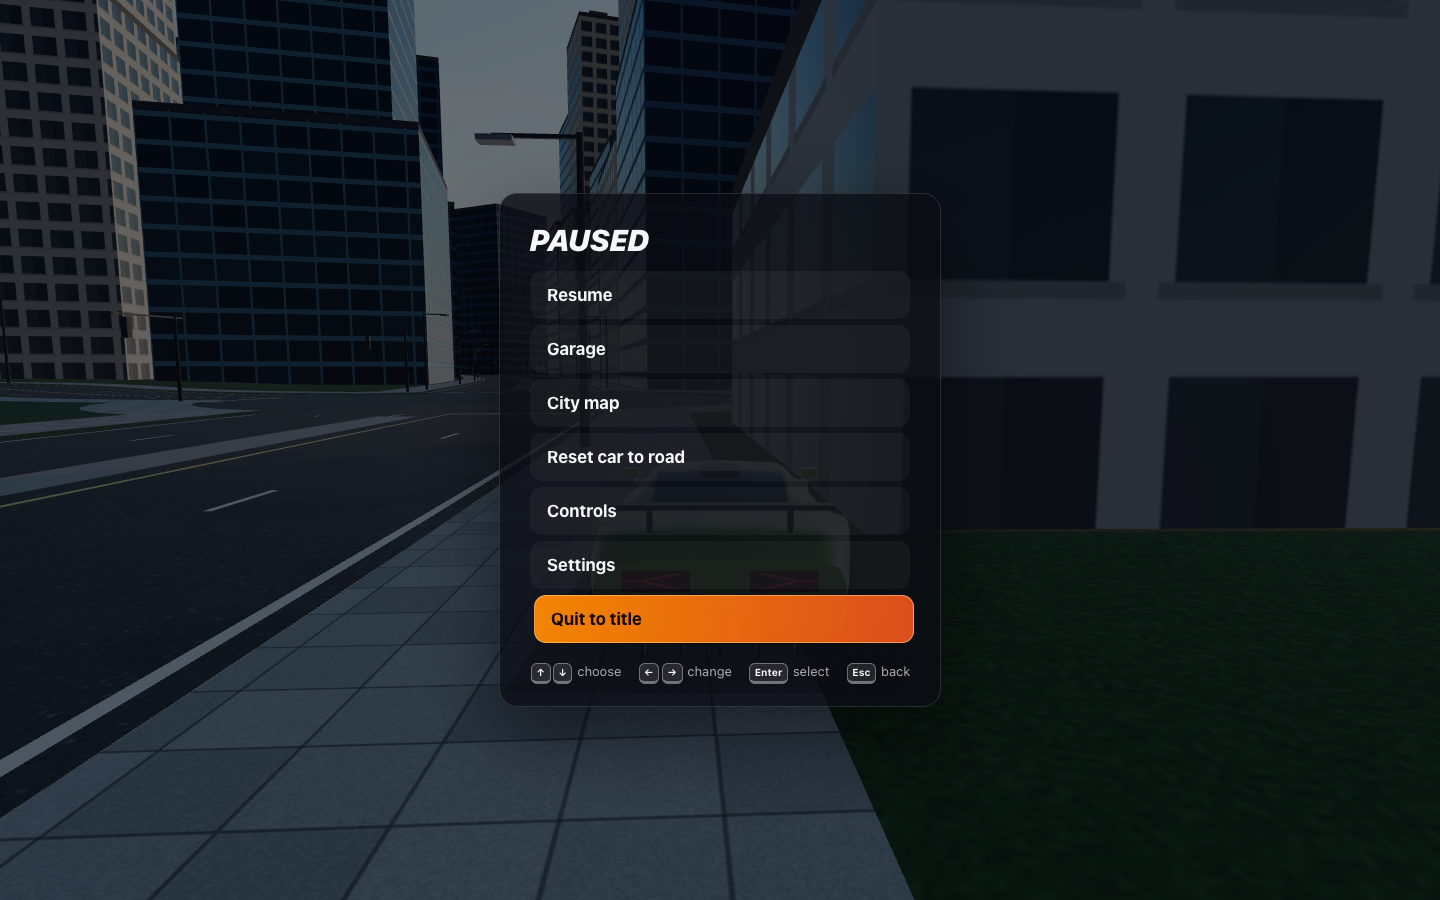 PAUSED
Resume
Garage
City map
Reset car to road
Controls
Settings
Quit to title
↑ ↓ choose ← → change Enter select Esc back